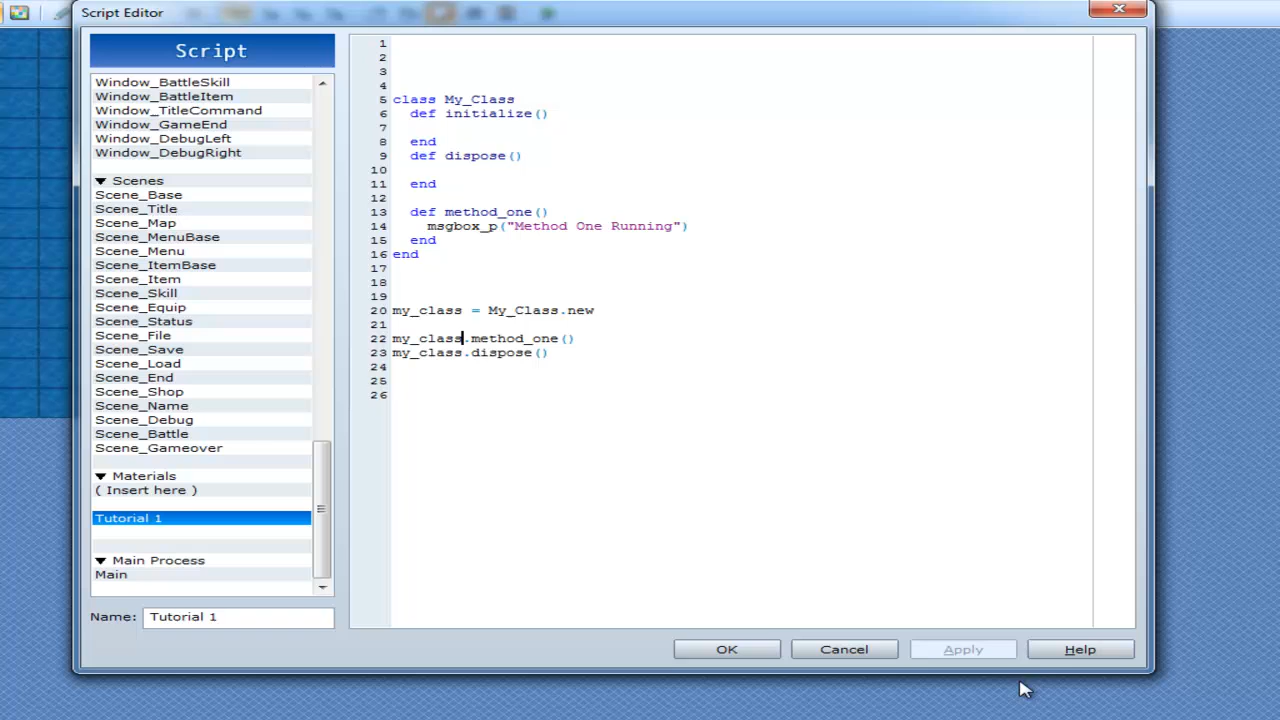 Script Editor
Script
Window_BattleSkill
Window_BattleItem
Window_TitleCommand
Window_GameEnd
Window_DebugLeft
Window_DebugRight
▼ Scenes
Scene_Base
Scene_Title
Scene_Map
Scene_MenuBase
Scene_Menu
Scene_ItemBase
Scene_Item
Scene_Skill
Scene_Equip
Scene_Status
Scene_File
Scene_Save
Scene_Load
Scene_End
Scene_Shop
Scene_Name
Scene_Debug
Scene_Battle
Scene_Gameover
▼ Materials
( Insert here )
Tutorial 1
▼ Main Process
Main
Name: Tutorial 1
1
2
3
4
5 class My_Class
6   def initialize()
7
8   end
9   def dispose()
10
11   end
12
13   def method_one()
14     msgbox_p("Method One Running")
15   end
16 end
17
18
19
20 my_class = My_Class.new
21
22 my_class.method_one()
23 my_class.dispose()
24
25
26
OK Cancel Apply Help